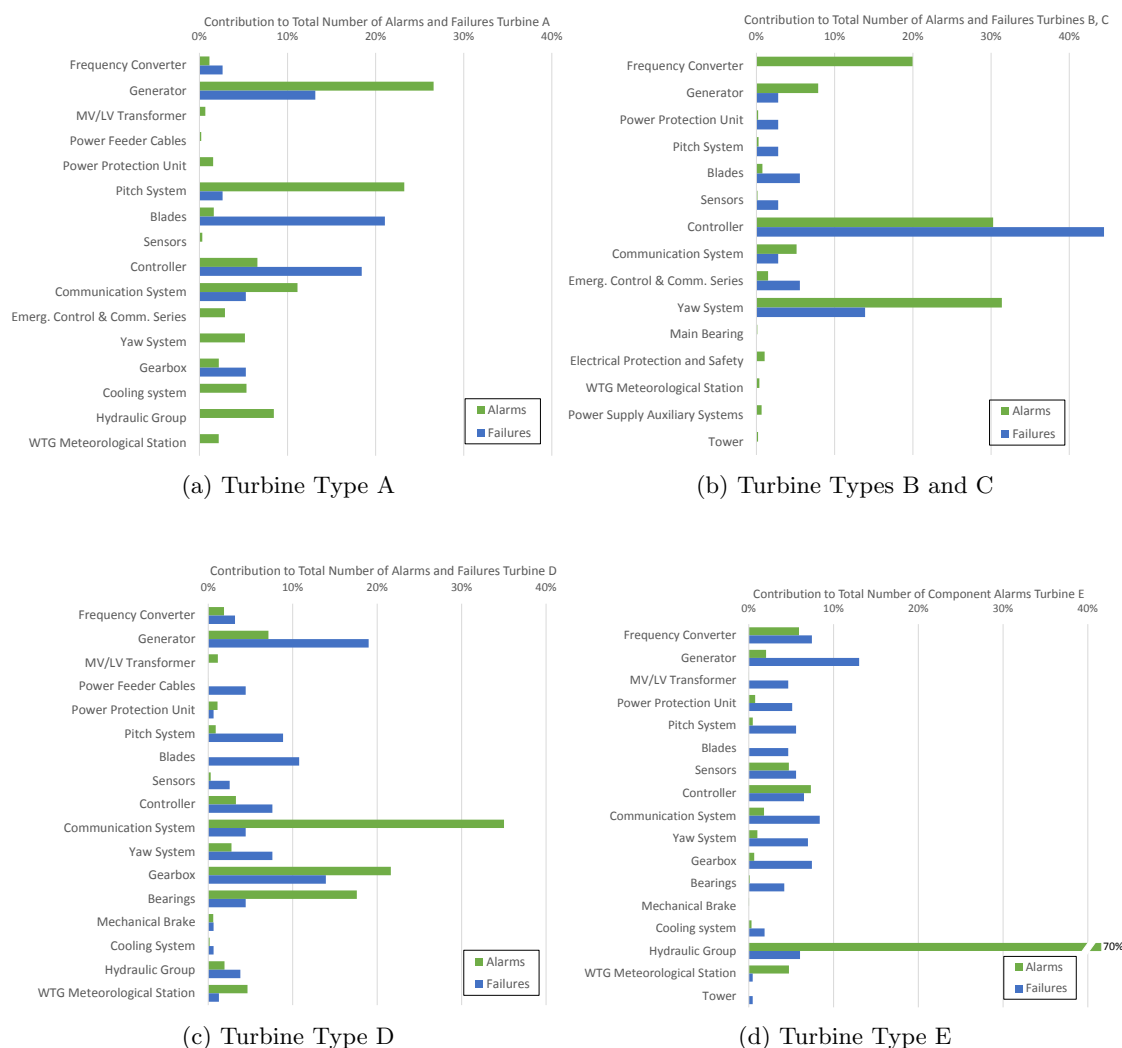 Contribution to Total Number of Alarms and Failures Turbine A
0% 10% 20% 30% 40%
Frequency Converter
Generator
MV/LV Transformer
Power Feeder Cables
Power Protection Unit
Pitch System
Blades
Sensors
Controller
Communication System
Emerg. Control & Comm. Series
Yaw System
Gearbox
Cooling system
Hydraulic Group
WTG Meteorological Station
Alarms
Failures
(a) Turbine Type A
Contribution to Total Number of Alarms and Failures Turbines B, C
0% 10% 20% 30% 40%
Frequency Converter
Generator
Power Protection Unit
Pitch System
Blades
Sensors
Controller
Communication System
Emerg. Control & Comm. Series
Yaw System
Main Bearing
Electrical Protection and Safety
WTG Meteorological Station
Power Supply Auxiliary Systems
Tower
Alarms
Failures
(b) Turbine Types B and C
Contribution to Total Number of Alarms and Failures Turbine D
0% 10% 20% 30% 40%
Frequency Converter
Generator
MV/LV Transformer
Power Feeder Cables
Power Protection Unit
Pitch System
Blades
Sensors
Controller
Communication System
Yaw System
Gearbox
Bearings
Mechanical Brake
Cooling System
Hydraulic Group
WTG Meteorological Station
Alarms
Failures
(c) Turbine Type D
Contribution to Total Number of Component Alarms Turbine E
0% 10% 20% 30% 40%
Frequency Converter
Generator
MV/LV Transformer
Power Protection Unit
Pitch System
Blades
Sensors
Controller
Communication System
Yaw System
Gearbox
Bearings
Mechanical Brake
Cooling system
Hydraulic Group
70%
WTG Meteorological Station
Tower
Alarms
Failures
(d) Turbine Type E